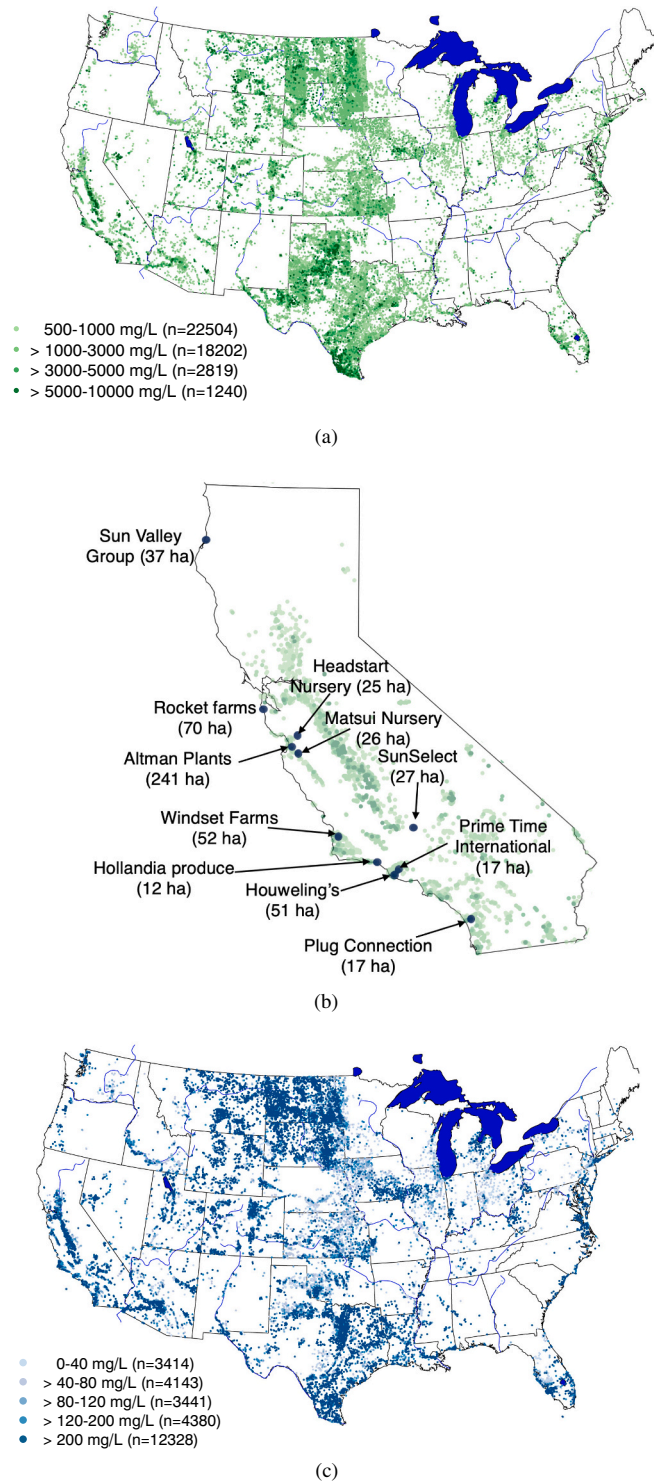 500-1000 mg/L (n=22504)
> 1000-3000 mg/L (n=18202)
> 3000-5000 mg/L (n=2819)
> 5000-10000 mg/L (n=1240)
(a)
Sun Valley
Group (37 ha)
Headstart
Nursery (25 ha)
Rocket farms
(70 ha)
Matsui Nursery
(26 ha)
Altman Plants
(241 ha)
SunSelect
(27 ha)
Windset Farms
(52 ha)
Prime Time
International
(17 ha)
Hollandia produce
(12 ha)
Houweling's
(51 ha)
Plug Connection
(17 ha)
(b)
0-40 mg/L (n=3414)
> 40-80 mg/L (n=4143)
> 80-120 mg/L (n=3441)
> 120-200 mg/L (n=4380)
> 200 mg/L (n=12328)
(c)